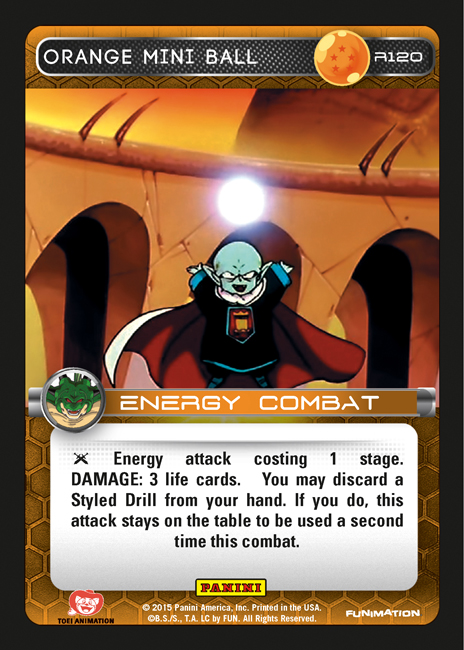 ORANGE MINI BALL
R120
ENERGY COMBAT
Energy attack costing 1 stage.
DAMAGE: 3 life cards. You may discard a
Styled Drill from your hand. If you do, this
attack stays on the table to be used a second
time this combat.
PANINI
TOEI ANIMATION
© 2015 Panini America, Inc. Printed in the USA.
©B.S./S., T.A. LC by FUN. All Rights Reserved.
FUNIMATION